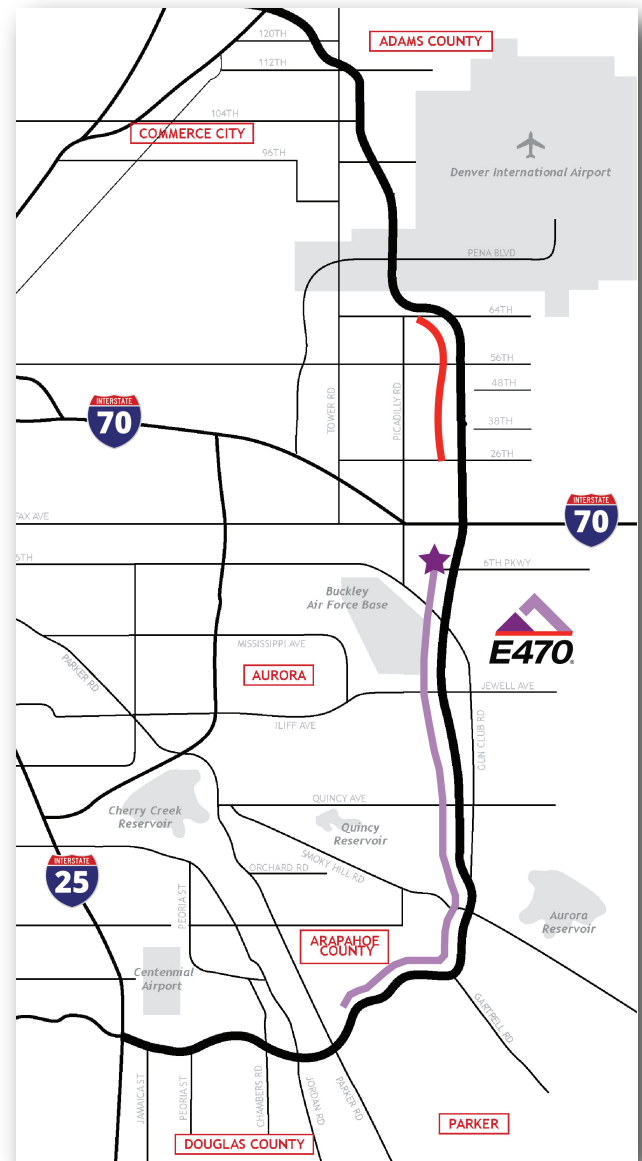 120TH
ADAMS COUNTY
112TH
104TH
COMMERCE CITY
96TH
Denver International Airport
PENA BLVD
64TH
56TH
48TH
TOWER RD
PICADILLY RD
INTERSTATE
70
38TH
26TH
INTERSTATE
70
FAX AVE
6TH
6TH PKWY
Buckley
Air Force Base
E470
MISSISSIPPI AVE
PARKER RD
AURORA
JEWELL AVE
ILIFF AVE
GUN CLUB RD
QUINCY AVE
Cherry Creek
Reservoir
Quincy
Reservoir
SMOKY HILL RD
ORCHARD RD
INTERSTATE
25
PEORIA ST
Aurora
Reservoir
ARAPAHOE
COUNTY
Centennial
Airport
GARTRELL RD
JAMAICA ST
PEORIA ST
CHAMBERS RD
JORDAN RD
PARKER RD
PARKER
DOUGLAS COUNTY